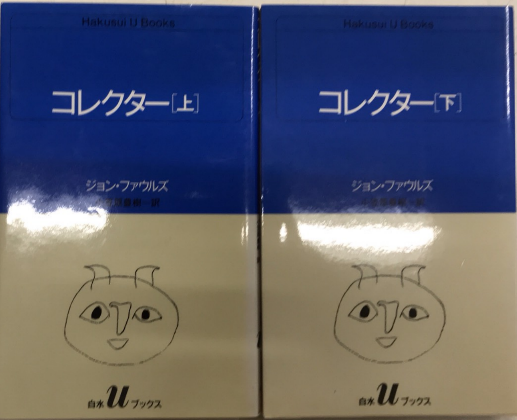 Hakusui U Books
コレクター[上]
ジョン・ファウルズ
白水 u ブックス
Hakusui U Books
コレクター[下]
ジョン・ファウルズ
白水 u ブックス